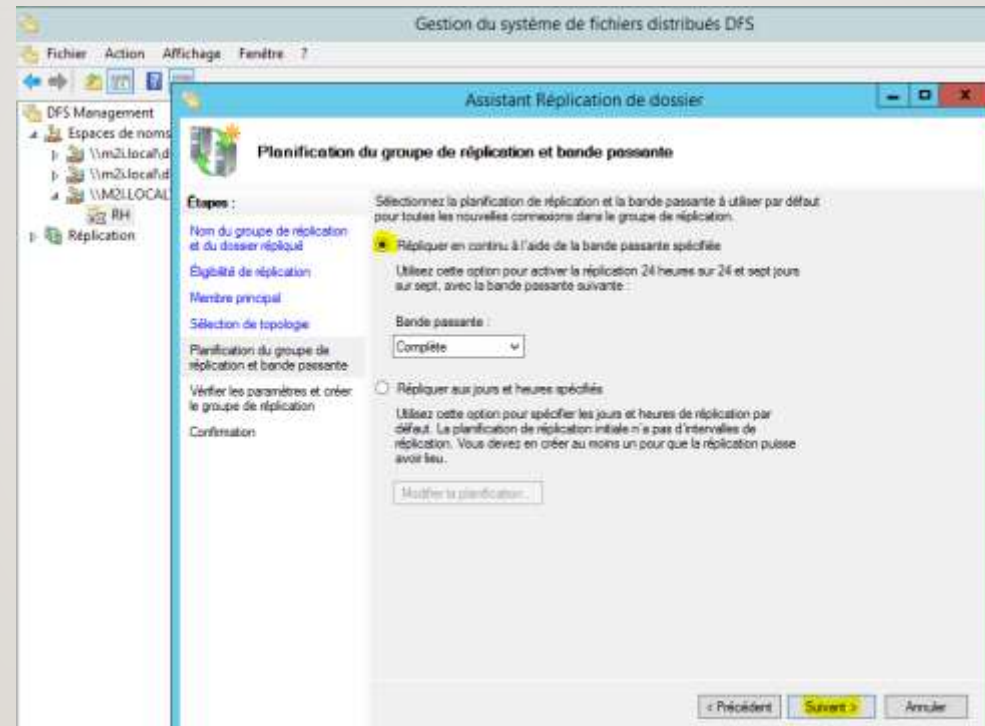 Gestion du système de fichiers distribués DFS
Fichier Action Affichage Fenêtre ?
DFS Management
Espaces de noms
\\m2i.local\d
\\m2i.local\d
\\M2I.LOCAL\
RH
Réplication
Assistant Réplication de dossier
Planification du groupe de réplication et bande passante
Étapes :
Nom du groupe de réplication
et du dossier répliqué
Éligibilité de réplication
Membre principal
Sélection de topologie
Planification du groupe de
réplication et bande passante
Vérifier les paramètres et créer
le groupe de réplication
Confirmation
Sélectionnez la planification de réplication et la bande passante à utiliser par défaut
pour toutes les nouvelles connexions dans le groupe de réplication.
Répliquer en continu à l'aide de la bande passante spécifiée
Utilisez cette option pour activer la réplication 24 heures sur 24 et sept jours
sur sept, avec la bande passante suivante :
Bande passante :
Complète
Répliquer aux jours et heures spécifiés
Utilisez cette option pour spécifier les jours et heures de réplication par
défaut. La planification de réplication initiale n'a pas d'intervalles de
réplication. Vous devez en créer au moins un pour que la réplication puisse
avoir lieu.
Modifier la planification...
< Précédent Suivant > Annuler